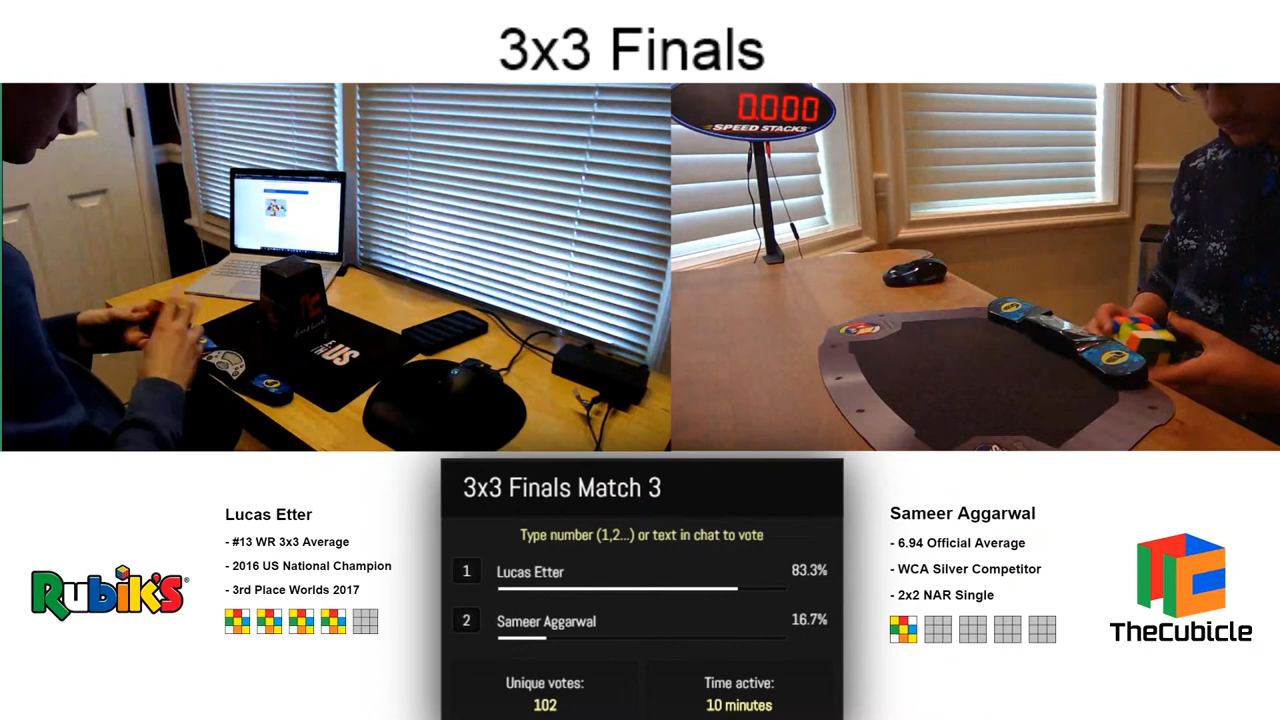 3x3 Finals
0.000
SPEED STACKS
US
Lucas Etter
- #13 WR 3x3 Average
- 2016 US National Champion
- 3rd Place Worlds 2017
RUBIK'S®
3x3 Finals Match 3
Type number (1,2...) or text in chat to vote
1 Lucas Etter 83.3%
2 Sameer Aggarwal 16.7%
Unique votes:
102
Time active:
10 minutes
Sameer Aggarwal
- 6.94 Official Average
- WCA Silver Competitor
- 2x2 NAR Single
TheCubicle